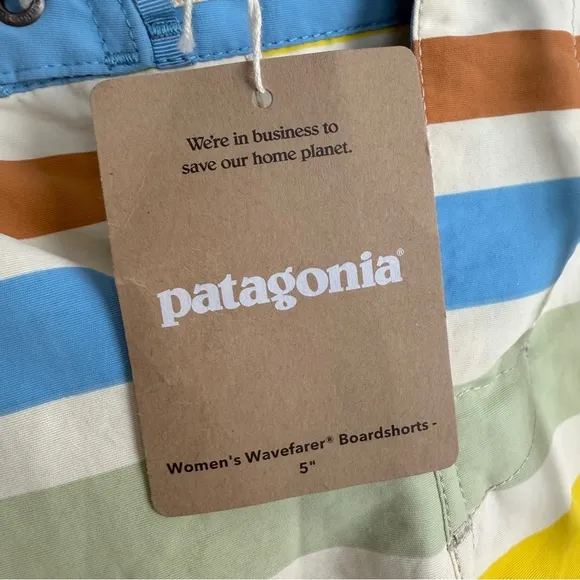 We're in business to
save our home planet.
patagonia®
Women's Wavefarer® Boardshorts -
5"